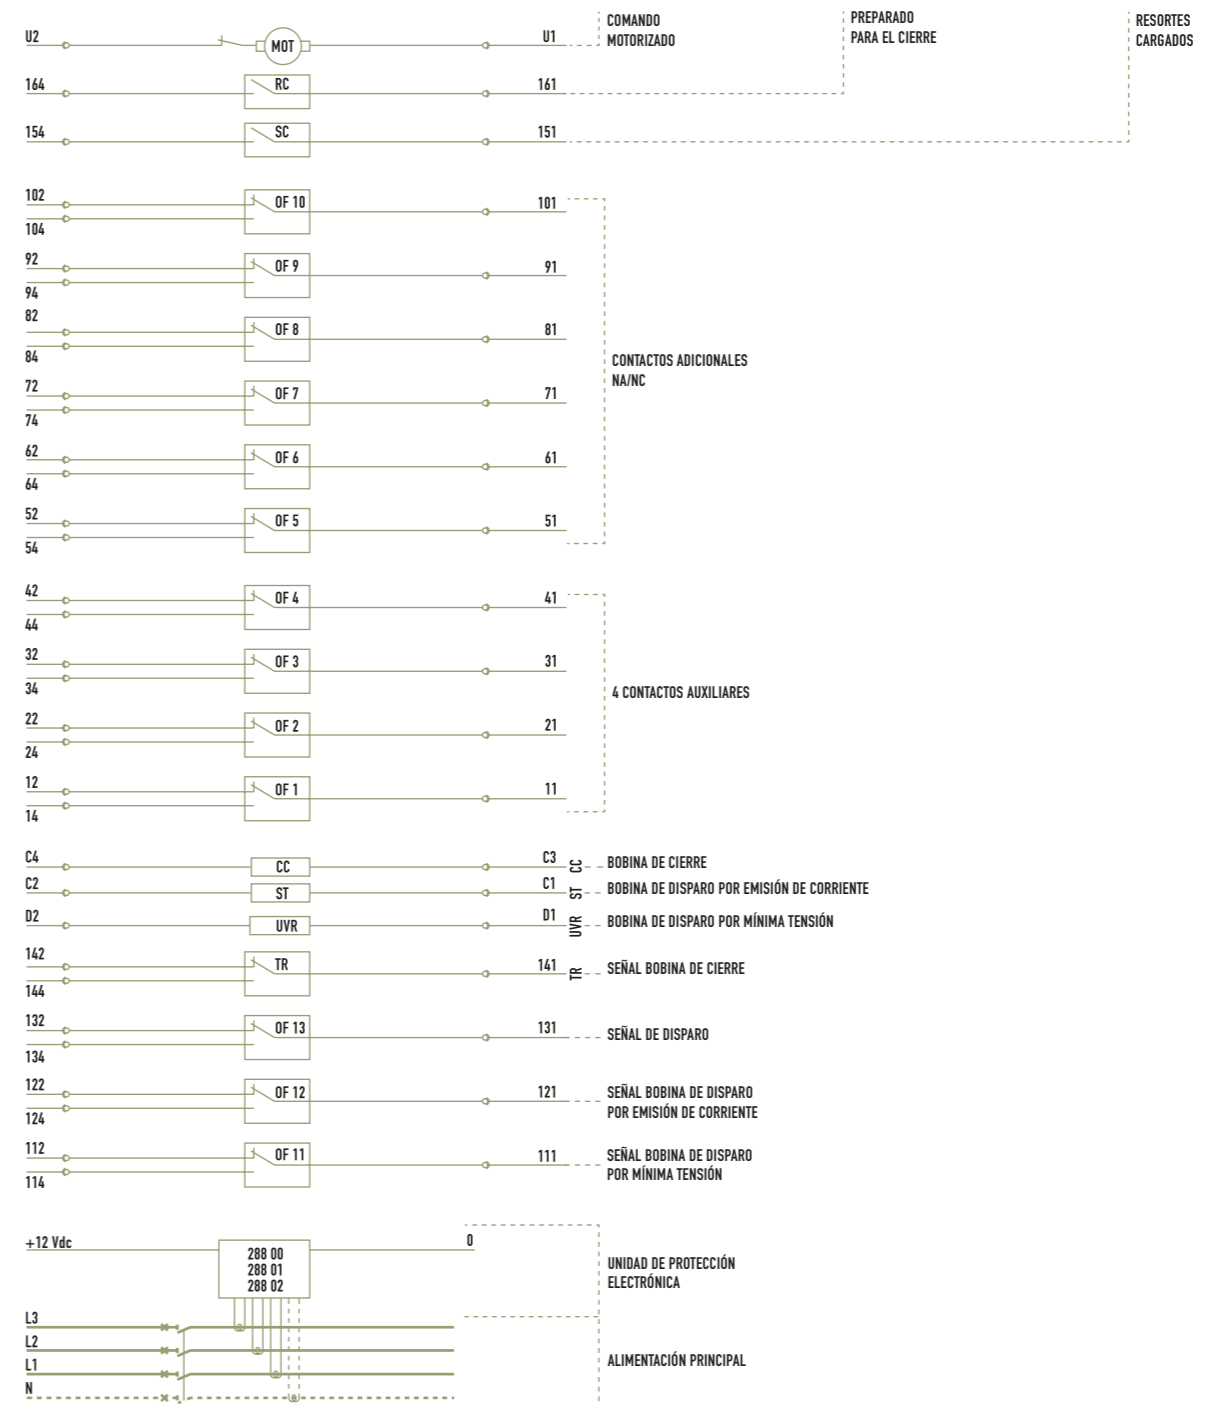 U2
MOT
U1
COMANDO
MOTORIZADO
PREPARADO
PARA EL CIERRE
RESORTES
CARGADOS
164
RC
161
154
SC
151
102
OF 10
101
104
92
OF 9
91
94
82
OF 8
81
84
72
OF 7
71
74
62
OF 6
61
64
52
OF 5
51
54
CONTACTOS ADICIONALES
NA/NC
42
OF 4
41
44
32
OF 3
31
34
22
OF 2
21
24
12
OF 1
11
14
4 CONTACTOS AUXILIARES
C4
CC
C3
CC
BOBINA DE CIERRE
C2
ST
C1
ST
BOBINA DE DISPARO POR EMISIÓN DE CORRIENTE
D2
UVR
D1
UVR
BOBINA DE DISPARO POR MÍNIMA TENSIÓN
142
TR
141
TR
SEÑAL BOBINA DE CIERRE
144
132
OF 13
131
SEÑAL DE DISPARO
134
122
OF 12
121
SEÑAL BOBINA DE DISPARO
POR EMISIÓN DE CORRIENTE
124
112
OF 11
111
SEÑAL BOBINA DE DISPARO
POR MÍNIMA TENSIÓN
114
+12 Vdc
288 00
288 01
288 02
0
UNIDAD DE PROTECCIÓN
ELECTRÓNICA
L3
L2
L1
N
ALIMENTACIÓN PRINCIPAL